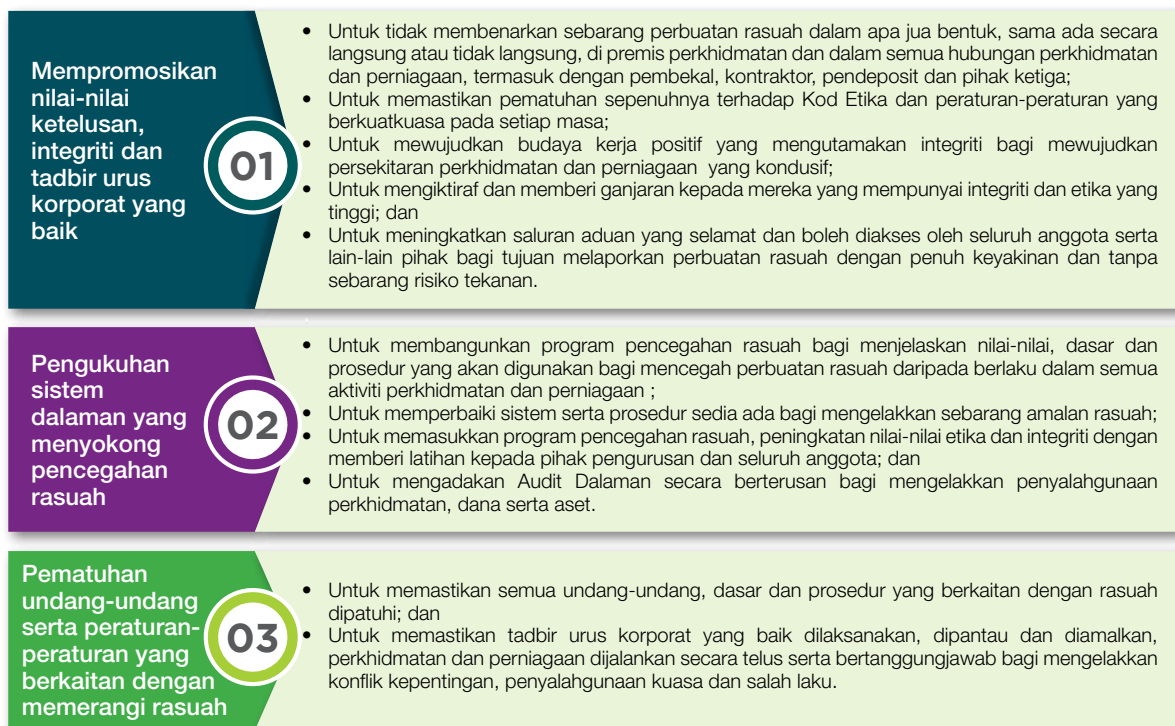 Mempromosikan
nilai-nilai
ketelusan,
integriti dan
tadbir urus
korporat yang
baik
01
• Untuk tidak membenarkan sebarang perbuatan rasuah dalam apa jua bentuk, sama ada secara
langsung atau tidak langsung, di premis perkhidmatan dan dalam semua hubungan perkhidmatan
dan perniagaan, termasuk dengan pembekal, kontraktor, pendeposit dan pihak ketiga;
• Untuk memastikan pematuhan sepenuhnya terhadap Kod Etika dan peraturan-peraturan yang
berkuatkuasa pada setiap masa;
• Untuk mewujudkan budaya kerja positif yang mengutamakan integriti bagi mewujudkan
persekitaran perkhidmatan dan perniagaan yang kondusif;
• Untuk mengiktiraf dan memberi ganjaran kepada mereka yang mempunyai integriti dan etika yang
tinggi; dan
• Untuk meningkatkan saluran aduan yang selamat dan boleh diakses oleh seluruh anggota serta
lain-lain pihak bagi tujuan melaporkan perbuatan rasuah dengan penuh keyakinan dan tanpa
sebarang risiko tekanan.
Pengukuhan
sistem
dalaman yang
menyokong
pencegahan
rasuah
02
• Untuk membangunkan program pencegahan rasuah bagi menjelaskan nilai-nilai, dasar dan
prosedur yang akan digunakan bagi mencegah perbuatan rasuah daripada berlaku dalam semua
aktiviti perkhidmatan dan perniagaan ;
• Untuk memperbaiki sistem serta prosedur sedia ada bagi mengelakkan sebarang amalan rasuah;
• Untuk memasukkan program pencegahan rasuah, peningkatan nilai-nilai etika dan integriti dengan
memberi latihan kepada pihak pengurusan dan seluruh anggota; dan
• Untuk mengadakan Audit Dalaman secara berterusan bagi mengelakkan penyalahgunaan
perkhidmatan, dana serta aset.
Pematuhan
undang-undang
serta peraturan-
peraturan yang
berkaitan dengan
memerangi rasuah
03
• Untuk memastikan semua undang-undang, dasar dan prosedur yang berkaitan dengan rasuah
dipatuhi; dan
• Untuk memastikan tadbir urus korporat yang baik dilaksanakan, dipantau dan diamalkan,
perkhidmatan dan perniagaan dijalankan secara telus serta bertanggungjawab bagi mengelakkan
konflik kepentingan, penyalahgunaan kuasa dan salah laku.